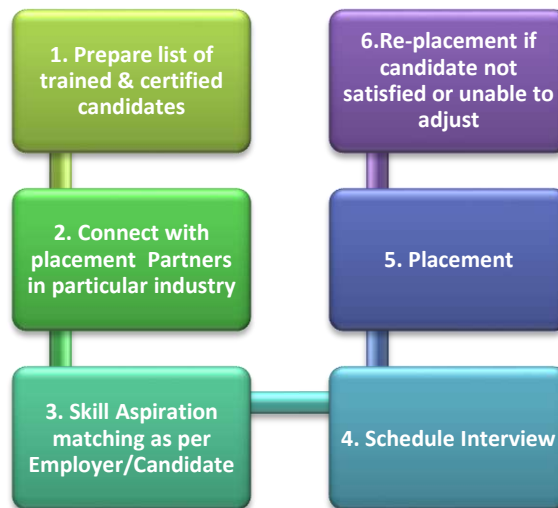 1. Prepare list of
trained & certified
candidates
2. Connect with
placement Partners
in particular industry
3. Skill Aspiration
matching as per
Employer/Candidate
4. Schedule Interview
5. Placement
6.Re-placement if
candidate not
satisfied or unable to
adjust